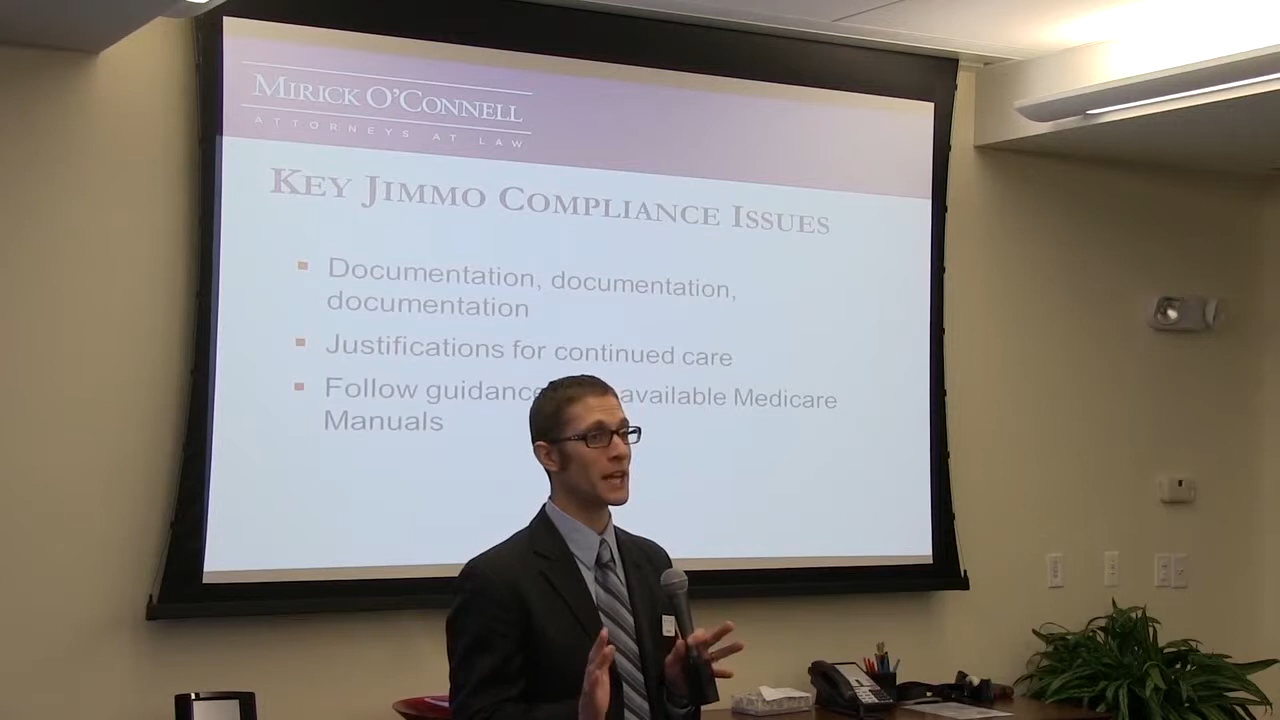 MIRICK O'CONNELL
ATTORNEYS AT LAW
KEY JIMMO COMPLIANCE ISSUES
Documentation, documentation,
documentation
Justifications for continued care
Follow guidance available Medicare
Manuals